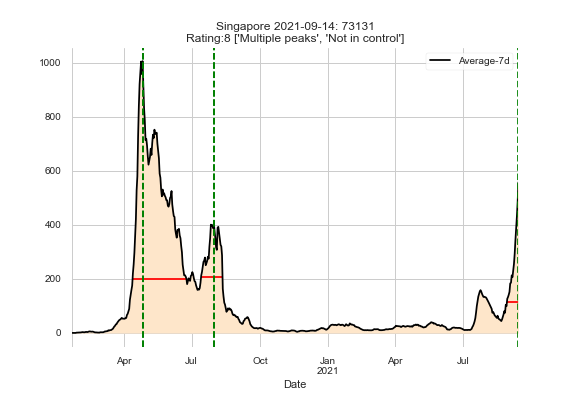 Singapore 2021-09-14: 73131
Rating:8 ['Multiple peaks', 'Not in control']
Average-7d
1000
800
600
400
200
0
Apr Jul Oct Jan Apr Jul
2021
Date